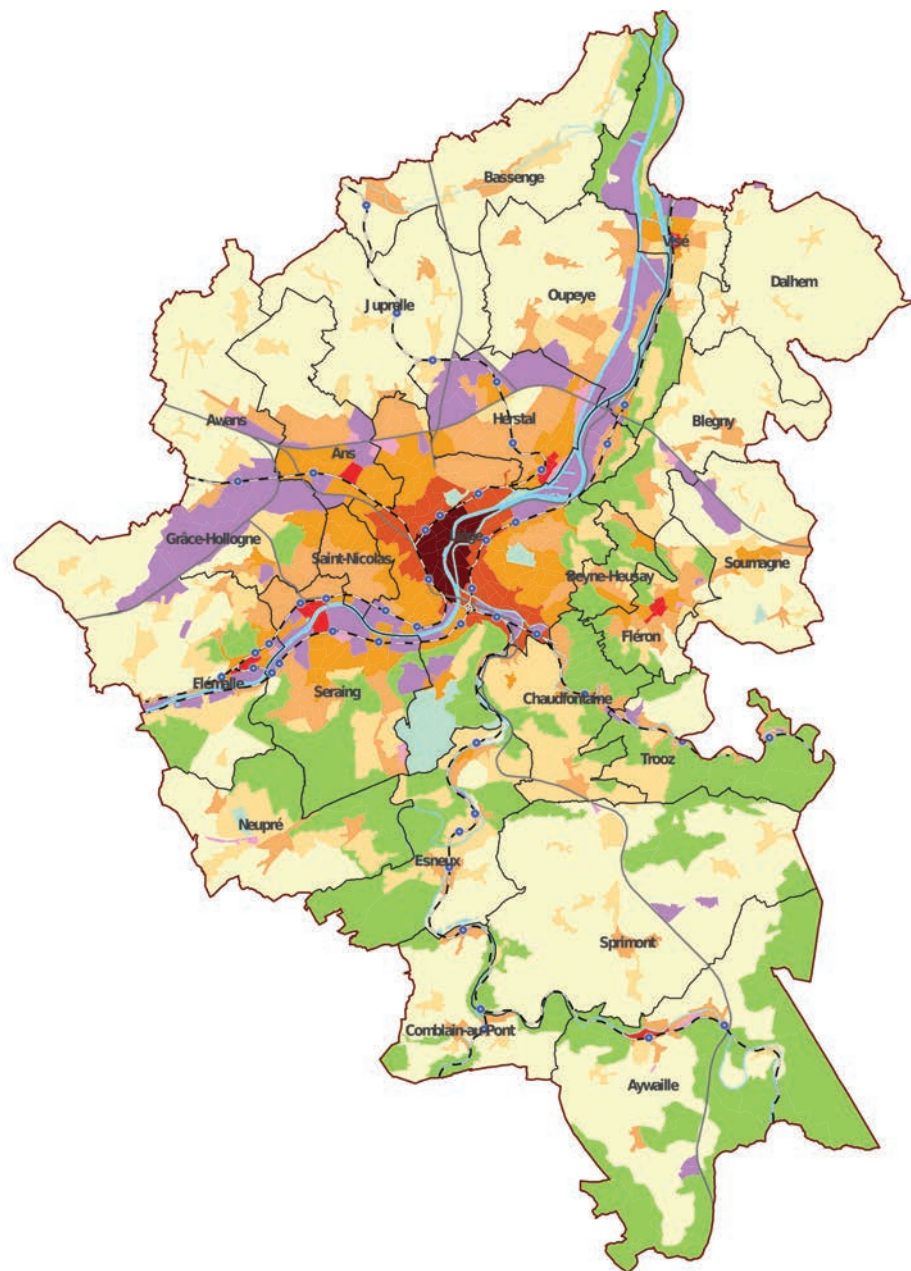 Bassenge
Visé
Dalhem
Juprelle
Oupeye
Awans
Herstal
Blegny
Ans
Grâce-Hollogne
Liège
Saint-Nicolas
Beyne-Heusay
Soumagne
Fléron
Flémalle
Seraing
Chaudfontaine
Trooz
Neupré
Esneux
Sprimont
Comblain-au-Pont
Aywaille